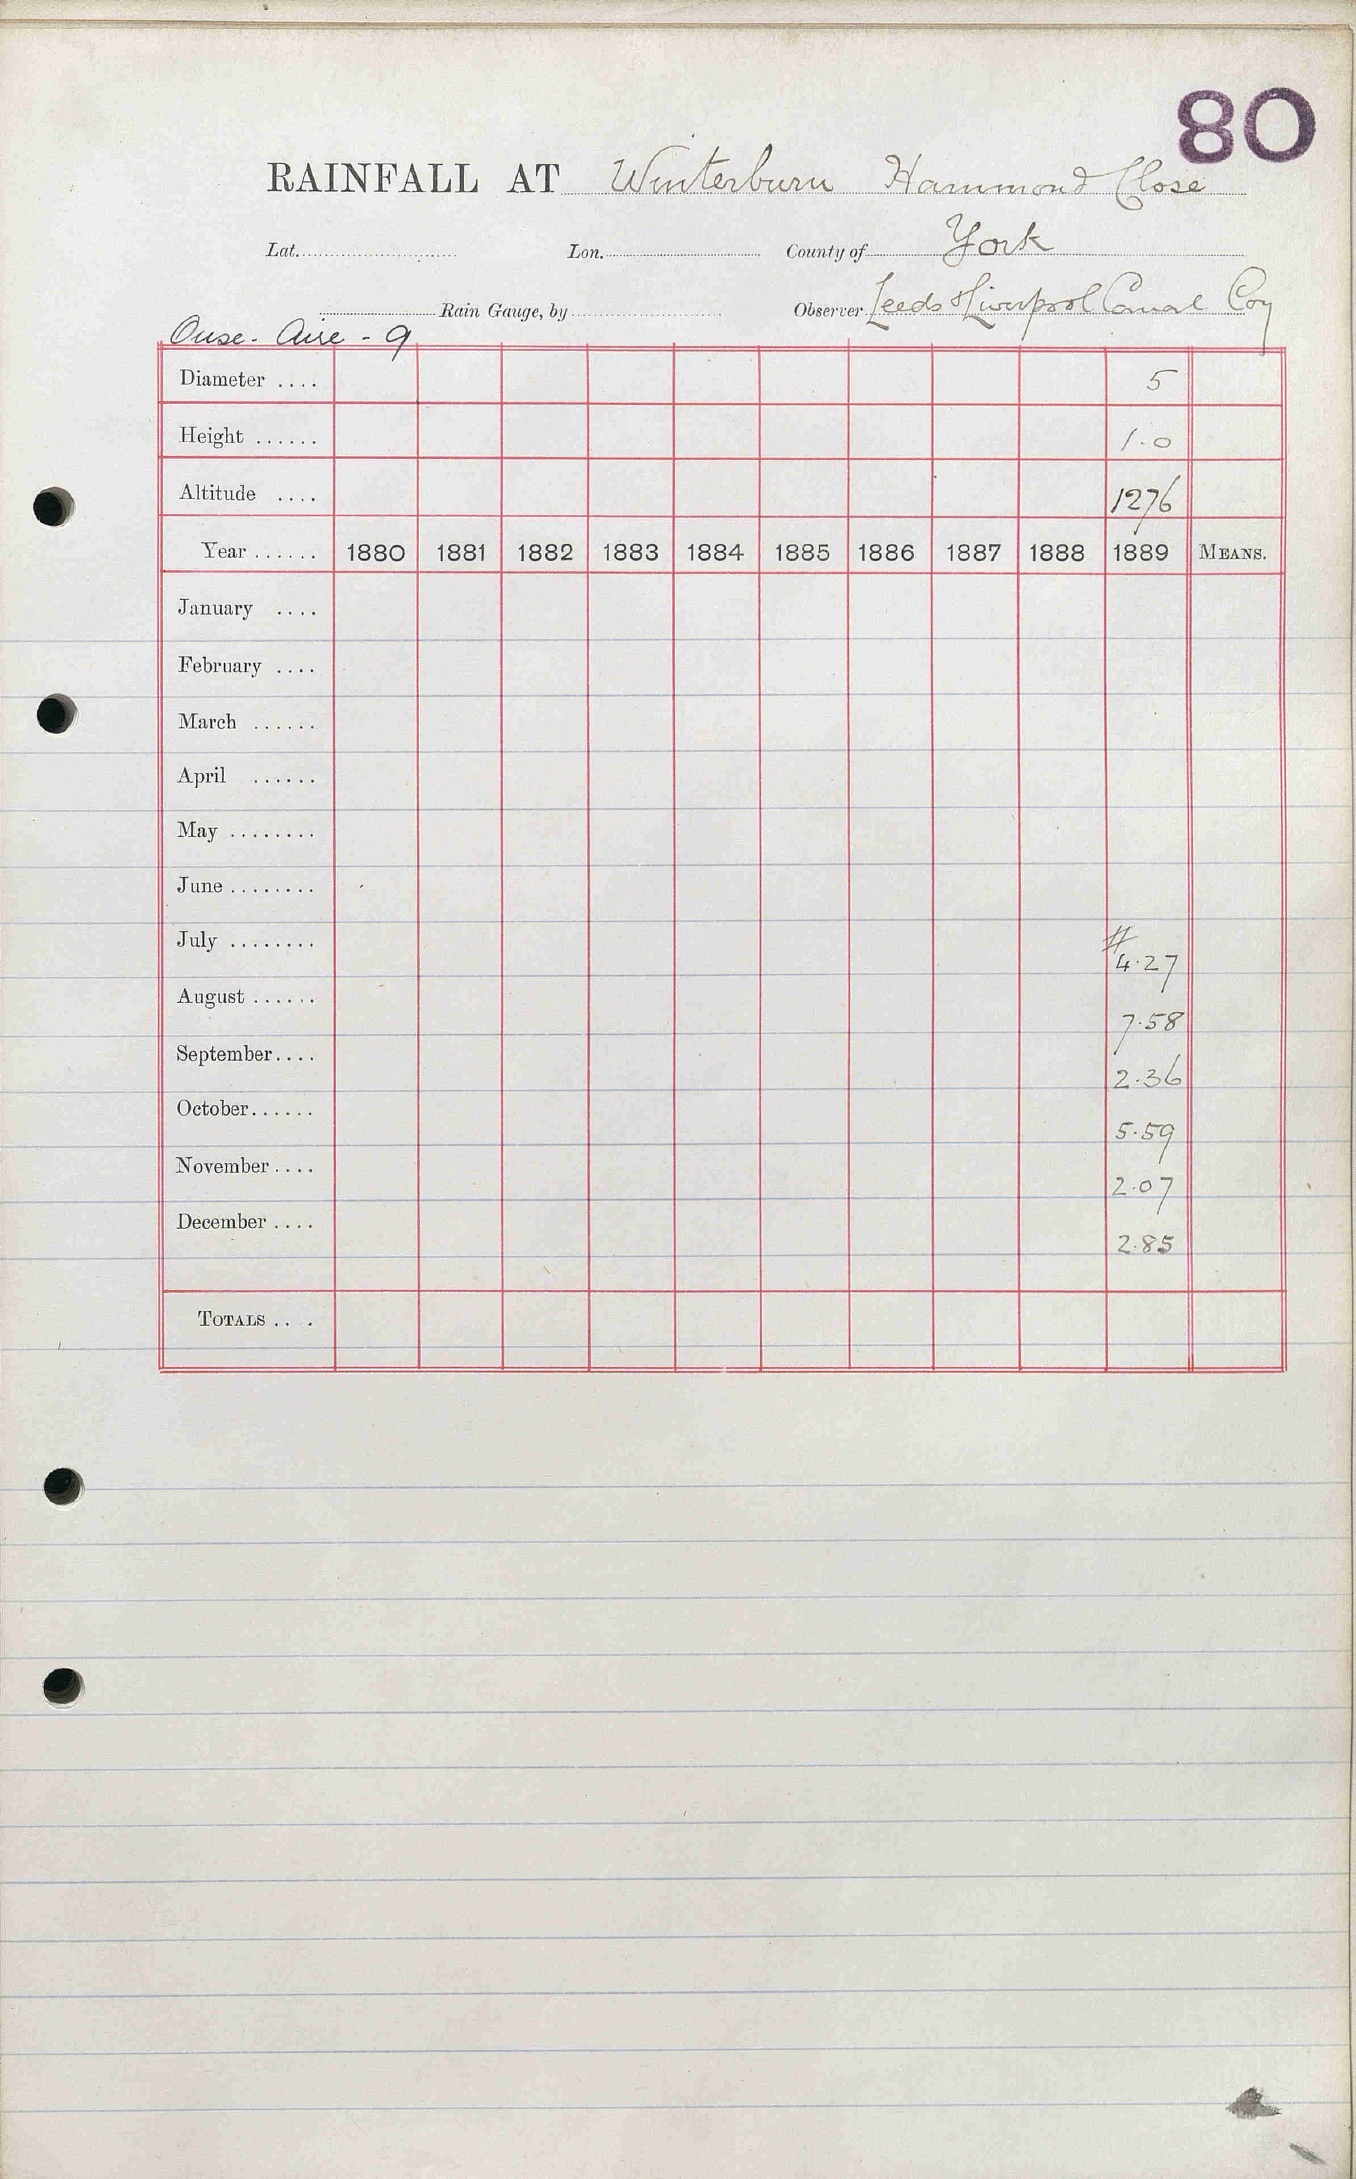 80
RAINFALL AT Winterburn Hammond Close
Lat. Lon. County of York
Rain Gauge, by Observer Leeds & Liverpool Canal Coy
Ouse - Aire - 9
Diameter .... 5
Height ...... 1.0
Altitude .... 1276
Year ...... 1880 1881 1882 1883 1884 1885 1886 1887 1888 1889 MEANS.
January ....
February ....
March ......
April ......
May ........
June ........
July ........ # 4.27
August ...... 7.58
September.... 2.36
October...... 5.59
November.... 2.07
December.... 2.85
TOTALS ....